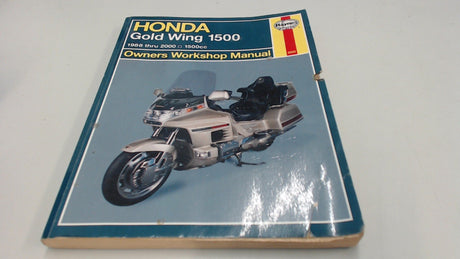 HONDA
Gold Wing 1500
1988 thru 2000 □ 1500cc
Owners Workshop Manual
Haynes